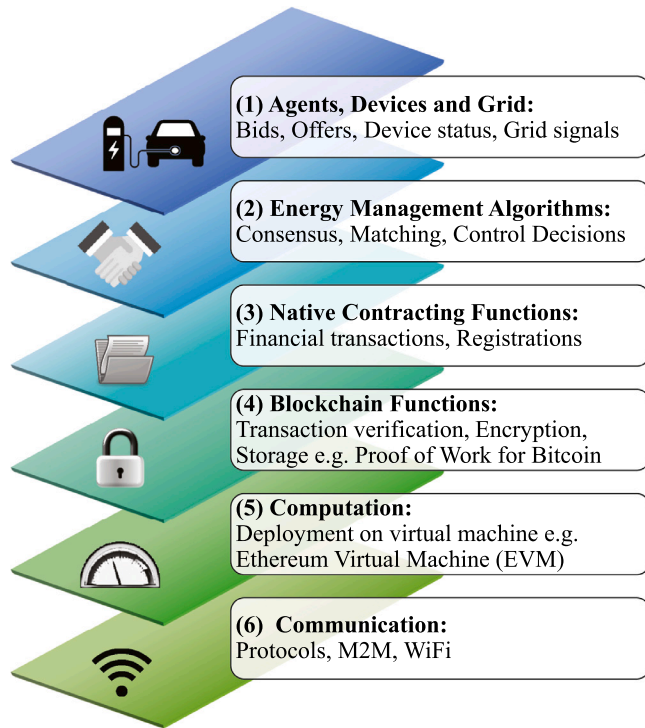 (1) Agents, Devices and Grid:
Bids, Offers, Device status, Grid signals
(2) Energy Management Algorithms:
Consensus, Matching, Control Decisions
(3) Native Contracting Functions:
Financial transactions, Registrations
(4) Blockchain Functions:
Transaction verification, Encryption,
Storage e.g. Proof of Work for Bitcoin
(5) Computation:
Deployment on virtual machine e.g.
Ethereum Virtual Machine (EVM)
(6) Communication:
Protocols, M2M, WiFi